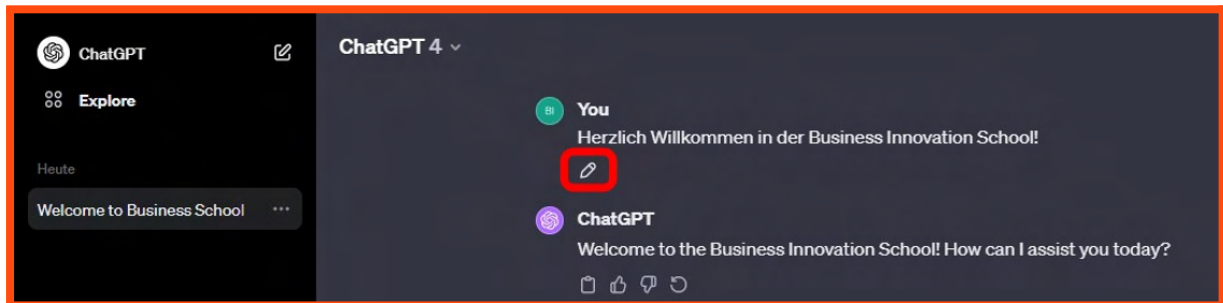 ChatGPT
Explore
Heute
Welcome to Business School
ChatGPT 4
BI
You
Herzlich Willkommen in der Business Innovation School!
ChatGPT
Welcome to the Business Innovation School! How can I assist you today?